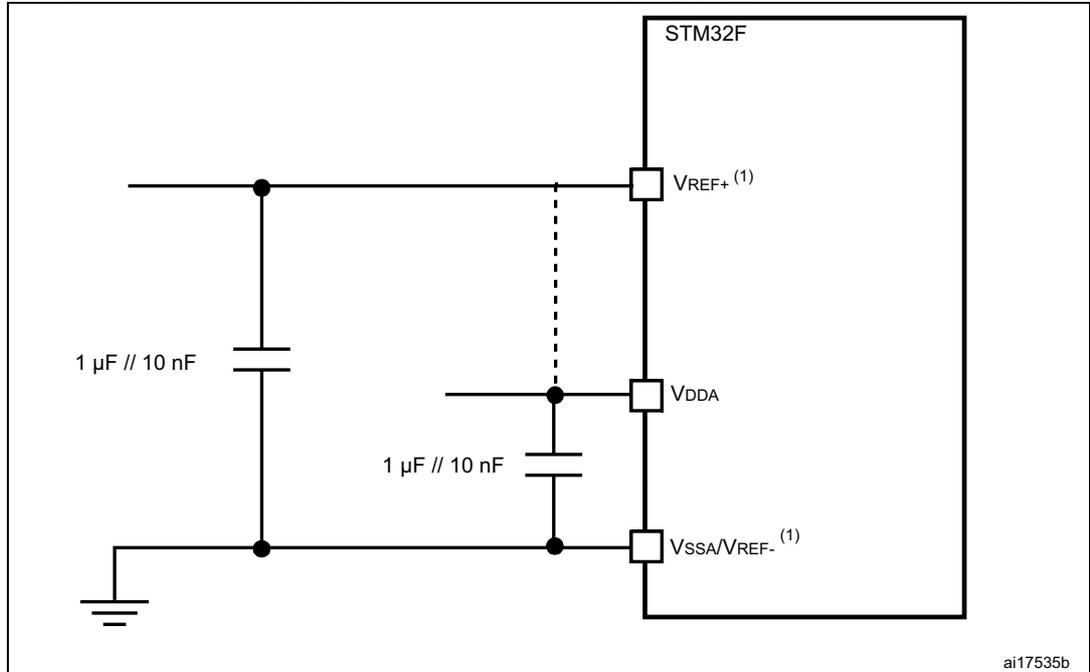 STM32F
VREF+ (1)
1 µF // 10 nF
VDDA
1 µF // 10 nF
VSSA/VREF- (1)
ai17535b